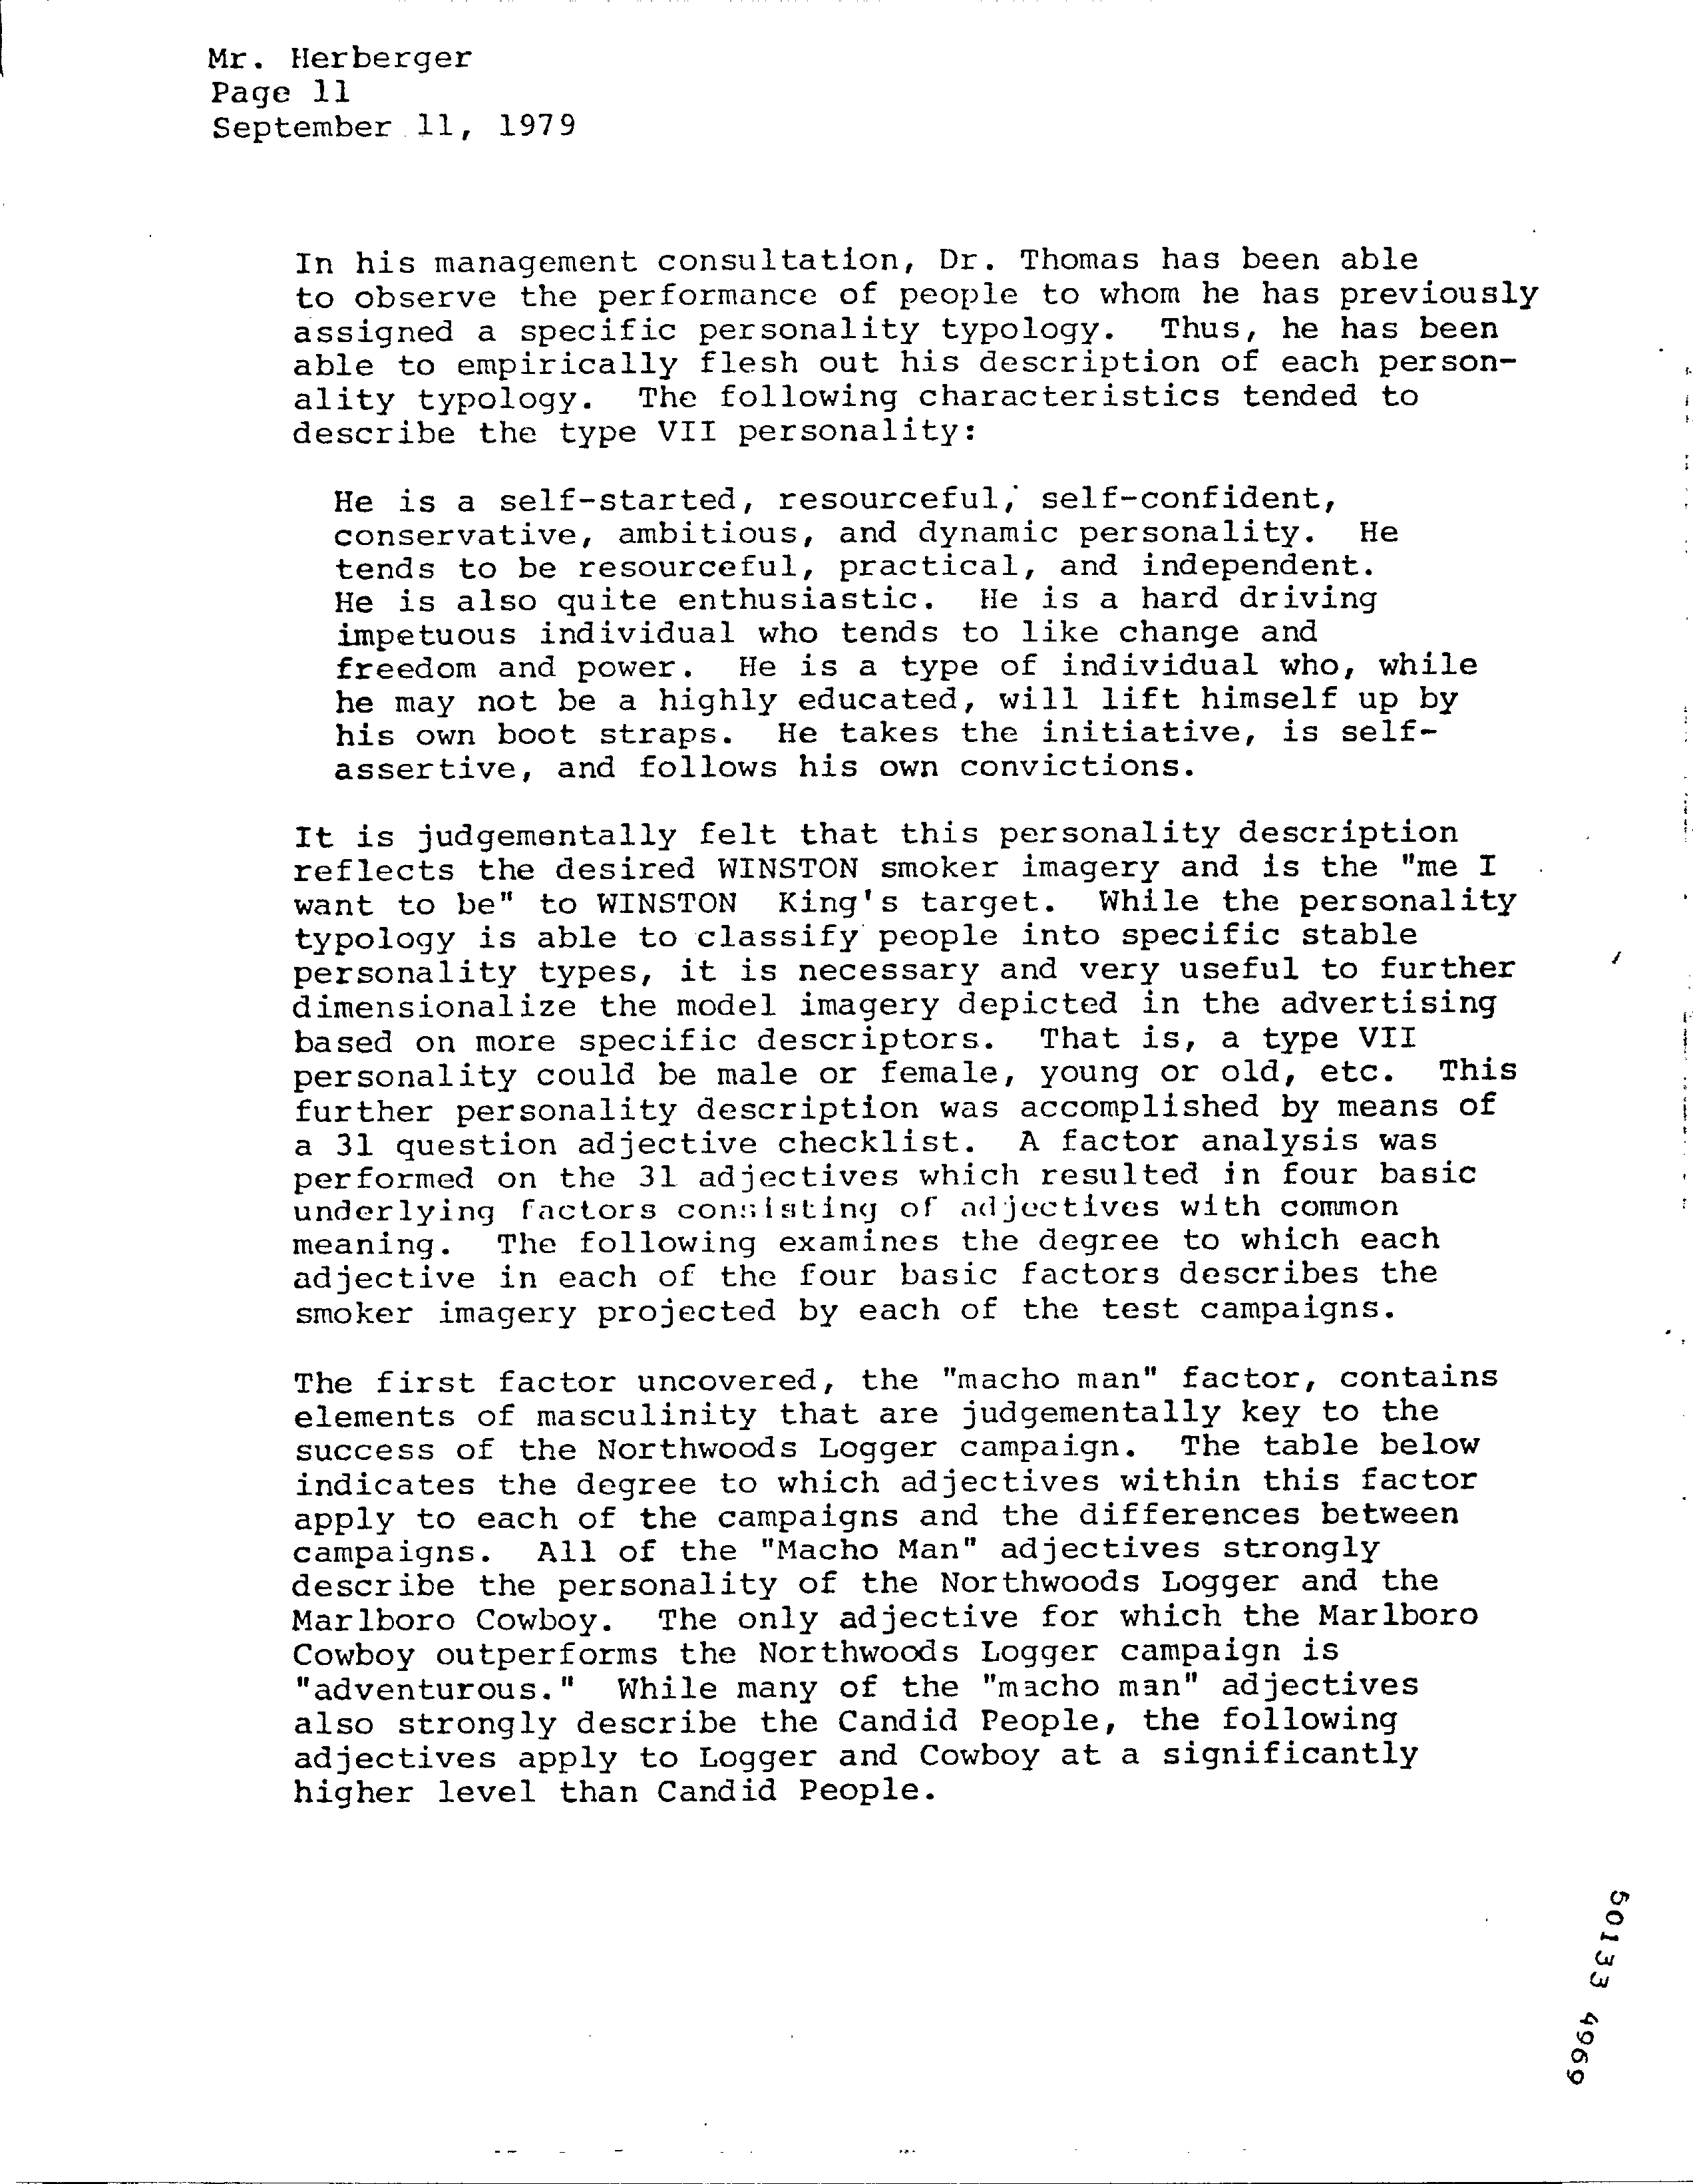 Mr. Herberger
Page 11
September 11, 1979
In his management consultation, Dr. Thomas has been able
to observe the performance of people to whom he has previously
assigned a specific personality typology. Thus, he has been
able to empirically flesh out his description of each person-
ality typology. The following characteristics tended to
describe the type VII personality:
He is a self-started, resourceful, self-confident,
conservative, ambitious, and dynamic personality. He
tends to be resourceful, practical, and independent.
He is also quite enthusiastic. He is a hard driving
impetuous individual who tends to like change and
freedom and power. He is a type of individual who, while
he may not be a highly educated, will lift himself up by
his own boot straps. He takes the initiative, is self-
assertive, and follows his own convictions.
It is judgementally felt that this personality description
reflects the desired WINSTON smoker imagery and is the "me I
want to be" to WINSTON King's target. While the personality
typology is able to classify people into specific stable
personality types, it is necessary and very useful to further
dimensionalize the model imagery depicted in the advertising
based on more specific descriptors. That is, a type VII
personality could be male or female, young or old, etc. This
further personality description was accomplished by means of
a 31 question adjective checklist. A factor analysis was
performed on the 31 adjectives which resulted in four basic
underlying factors consisting of adjectives with common
meaning. The following examines the degree to which each
adjective in each of the four basic factors describes the
smoker imagery projected by each of the test campaigns.
The first factor uncovered, the "macho man" factor, contains
elements of masculinity that are judgementally key to the
success of the Northwoods Logger campaign. The table below
indicates the degree to which adjectives within this factor
apply to each of the campaigns and the differences between
campaigns. All of the "Macho Man" adjectives strongly
describe the personality of the Northwoods Logger and the
Marlboro Cowboy. The only adjective for which the Marlboro
Cowboy outperforms the Northwoods Logger campaign is
"adventurous." While many of the "macho man" adjectives
also strongly describe the Candid People, the following
adjectives apply to Logger and Cowboy at a significantly
higher level than Candid People.
50133 4969